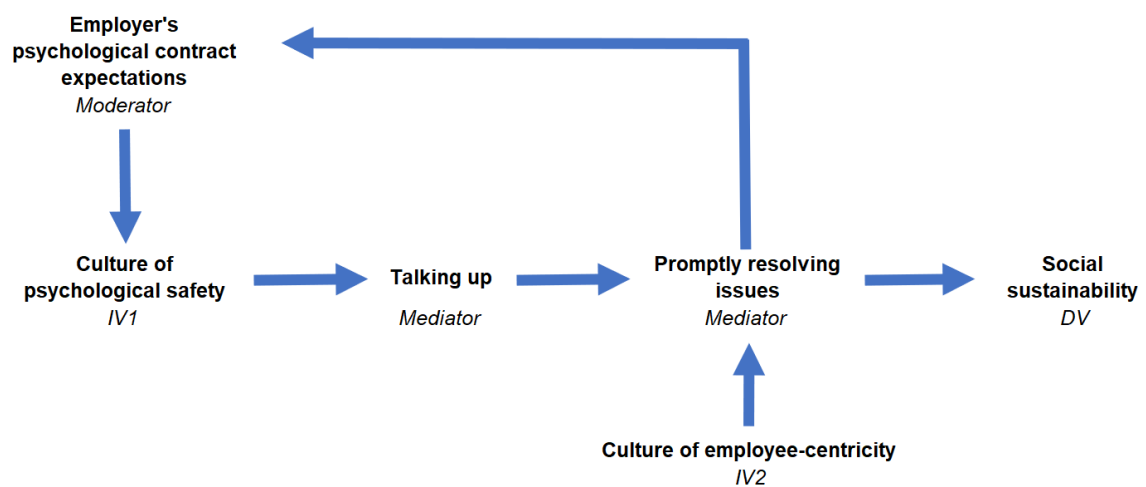 Employer's
psychological contract
expectations
Moderator
Culture of
psychological safety
IV1
Talking up
Mediator
Promptly resolving
issues
Mediator
Social
sustainability
DV
Culture of employee-centricity
IV2